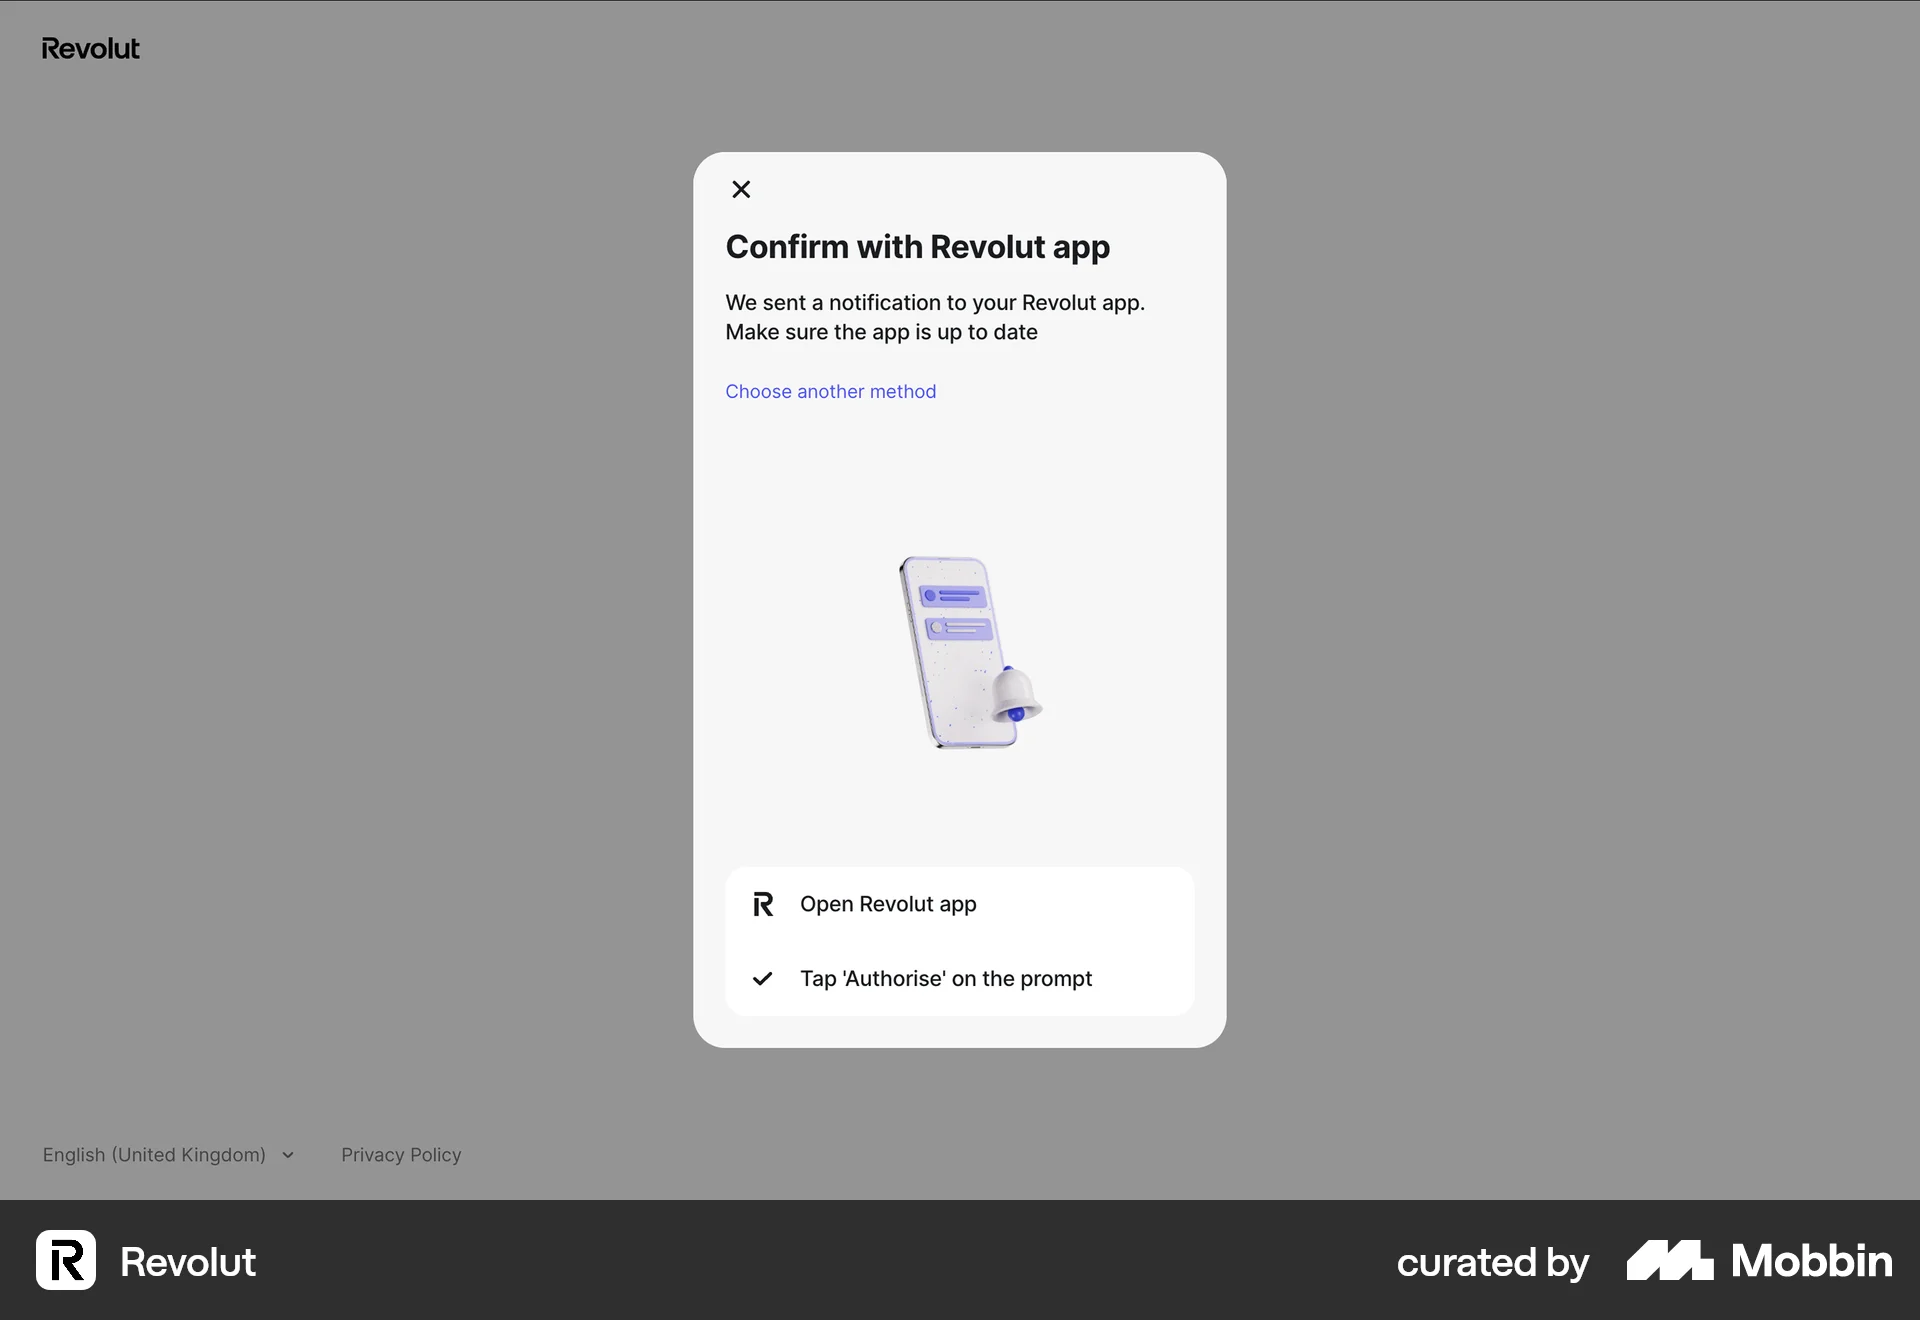 Revolut
Confirm with Revolut app
We sent a notification to your Revolut app.
Make sure the app is up to date
Choose another method
Open Revolut app
Tap 'Authorise' on the prompt
English (United Kingdom)
Privacy Policy
Revolut
curated by Mobbin